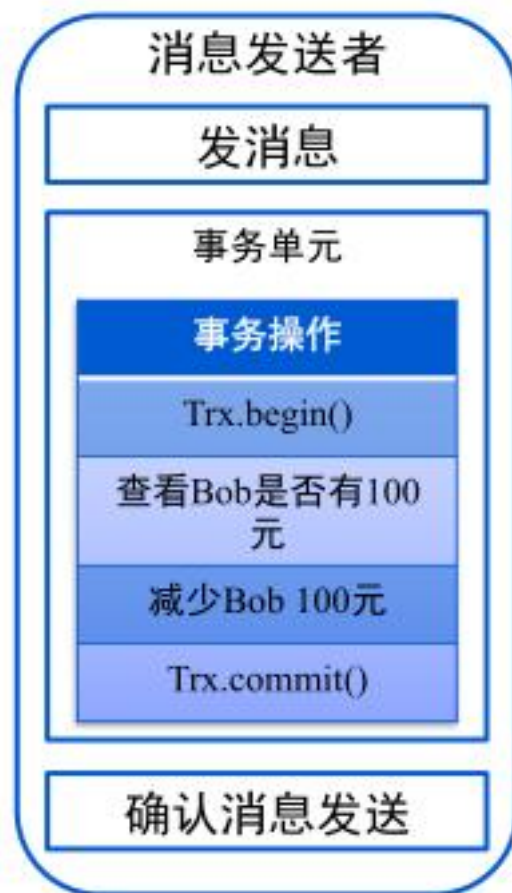 消息发送者
发消息
事务单元
事务操作
Trx.begin()
查看Bob是否有100
元
减少Bob 100元
Trx.commit()
确认消息发送